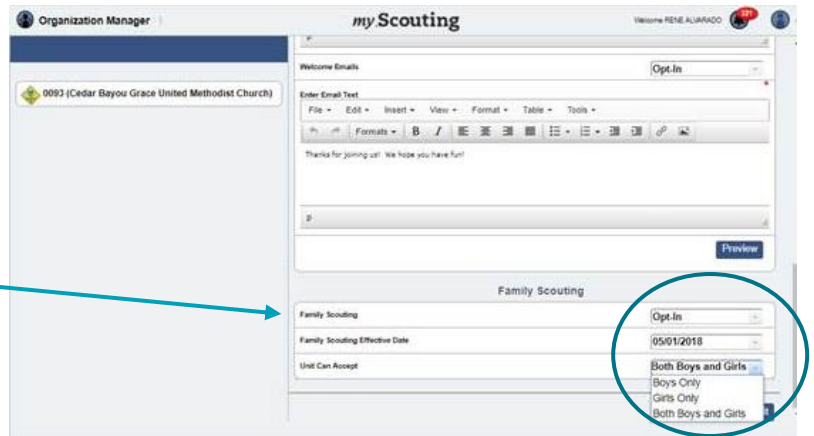 Organization Manager
my.Scouting
Welcome RENE ALVARADO
0093 (Cedar Bayou Grace United Methodist Church)
P
Welcome Emails
Opt-In
*
Enter Email Text
File Edit Insert View Format Table Tools
Formats B I
Thanks for joining us! We hope you have fun!
P
Preview
Family Scouting
Family Scouting
Opt-In
Family Scouting Effective Date
05/01/2018
Unit Can Accept
Both Boys and Girls
Boys Only
Girls Only
Both Boys and Girls